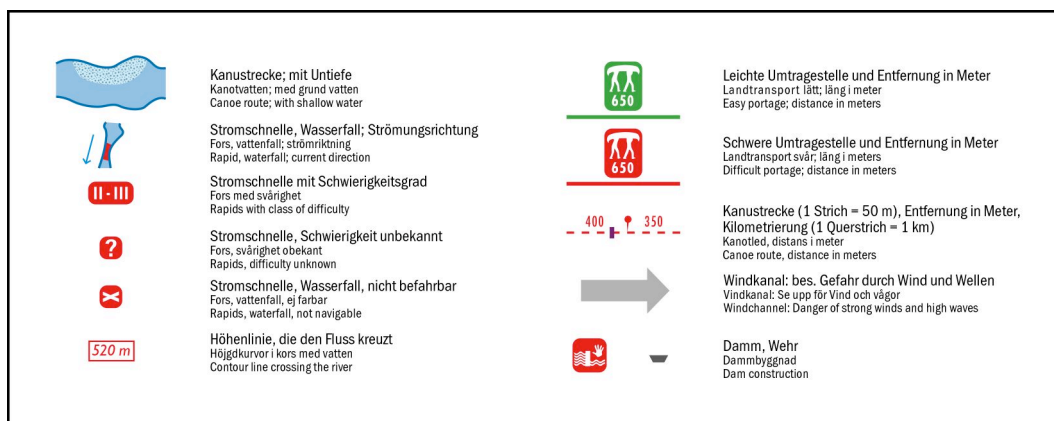 Kanustrecke; mit Untiefe
Kanotvatten; med grund vatten
Canoe route; with shallow water
Stromschnelle, Wasserfall; Strömungsrichtung
Fors, vattenfall; strömriktning
Rapid, waterfall; current direction
II - III
Stromschnelle mit Schwierigkeitsgrad
Fors med svårighet
Rapids with class of difficulty
?
Stromschnelle, Schwierigkeit unbekannt
Fors, svårighet obekant
Rapids, difficulty unknown
Stromschnelle, Wasserfall, nicht befahrbar
Fors, vattenfall, ej farbar
Rapids, waterfall, not navigable
520 m
Höhenlinie, die den Fluss kreuzt
Höjgdkurvor i kors med vatten
Contour line crossing the river
650
Leichte Umtragestelle und Entfernung in Meter
Landtransport lätt; läng i meter
Easy portage; distance in meters
650
Schwere Umtragestelle und Entfernung in Meter
Landtransport svår; läng i meters
Difficult portage; distance in meters
400 350
Kanustrecke (1 Strich = 50 m), Entfernung in Meter,
Kilometrierung (1 Querstrich = 1 km)
Kanotled, distans i meter
Canoe route, distance in meters
Windkanal: bes. Gefahr durch Wind und Wellen
Vindkanal: Se upp för Vind och vågor
Windchannel: Danger of strong winds and high waves
Damm, Wehr
Dammbyggnad
Dam construction